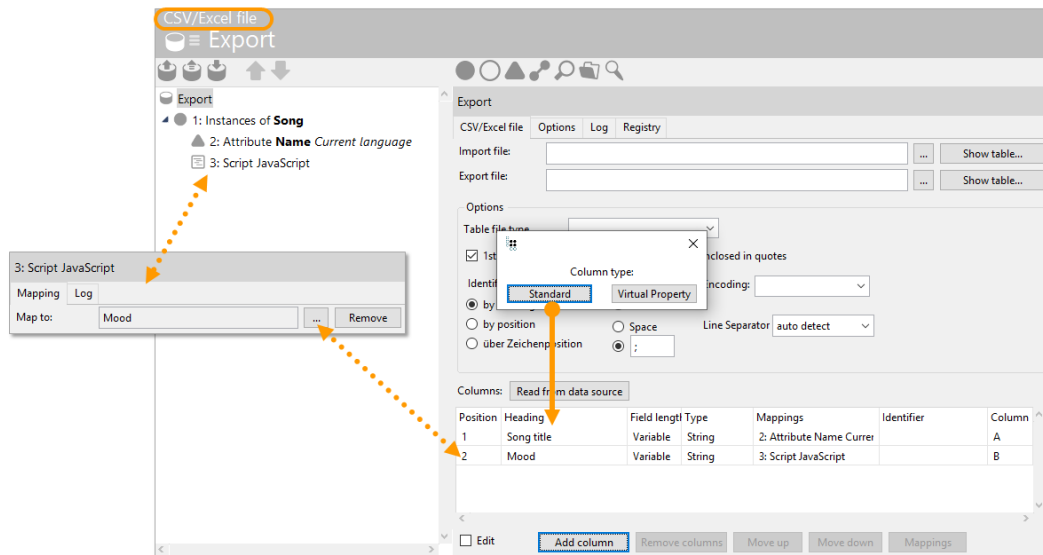 CSV/Excel file
Export
Export
1: Instances of Song
2: Attribute Name Current language
3: Script JavaScript
3: Script JavaScript
Mapping Log
Map to: Mood ... Remove
Export
CSV/Excel file Options Log Registry
Import file: ... Show table...
Export file: ... Show table...
Options
Table file type
1st nclosed in quotes
Column type:
Standard Virtual Property
Identif ncoding:
by
by position Space Line Separator auto detect
über Zeichenposition ;
Columns: Read from data source
Position Heading Field lengtl Type Mappings Identifier Column
1 Song title Variable String 2: Attribute Name Currer A
2 Mood Variable String 3: Script JavaScript B
Edit Add column Remove columns Move up Move down Mappings